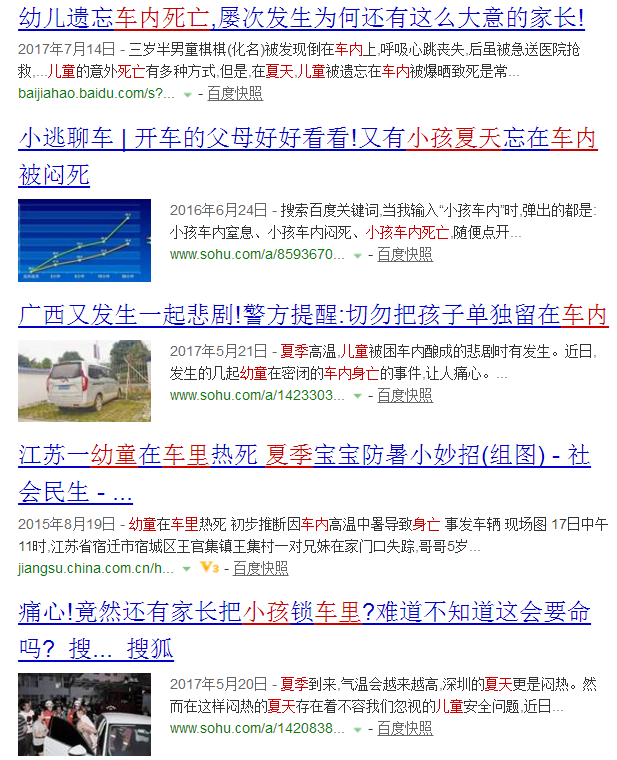 幼儿遗忘车内死亡,屡次发生为何还有这么大意的家长!
2017年7月14日 - 三岁半男童棋棋(化名)被发现倒在车内上,呼吸心跳丧失,后虽被急送医院抢
救,...儿童的意外死亡有多种方式,但是,在夏天,儿童被遗忘在车内被爆晒致死是常...
baijiahao.baidu.com/s?... - 百度快照
小逃聊车 | 开车的父母好好看看!又有小孩夏天忘在车内
被闷死
2016年6月24日 - 搜索百度关键词,当我输入“小孩车内”时,弹出的都是:
小孩车内窒息、小孩车内闷死、小孩车内死亡,随便点开...
www.sohu.com/a/8593670... - 百度快照
广西又发生一起悲剧!警方提醒:切勿把孩子单独留在车内
2017年5月21日 - 夏季高温,儿童被困车内酿成的悲剧时有发生。近日,
发生的几起幼童在密闭的车内身亡的事件,让人痛心。...
www.sohu.com/a/1423303... - 百度快照
江苏一幼童在车里热死 夏季宝宝防暑小妙招(组图) - 社
会民生 - ...
2015年8月19日 - 幼童在车里热死 初步推断因车内高温中暑导致身亡 事发车辆 现场图 17日中午
11时,江苏省宿迁市宿城区王官集镇王集村一对兄妹在家门口失踪,哥哥5岁...
jiangsu.china.com.cn/h... V3 - 百度快照
痛心!竟然还有家长把小孩锁车里?难道不知道这会要命
吗? 搜... 搜狐
2017年5月20日 - 夏季到来,气温会越来越高,深圳的夏天更是闷热。然
而在这样闷热的夏天存在着不容我们忽视的儿童安全问题,近日...
www.sohu.com/a/1420838... - 百度快照